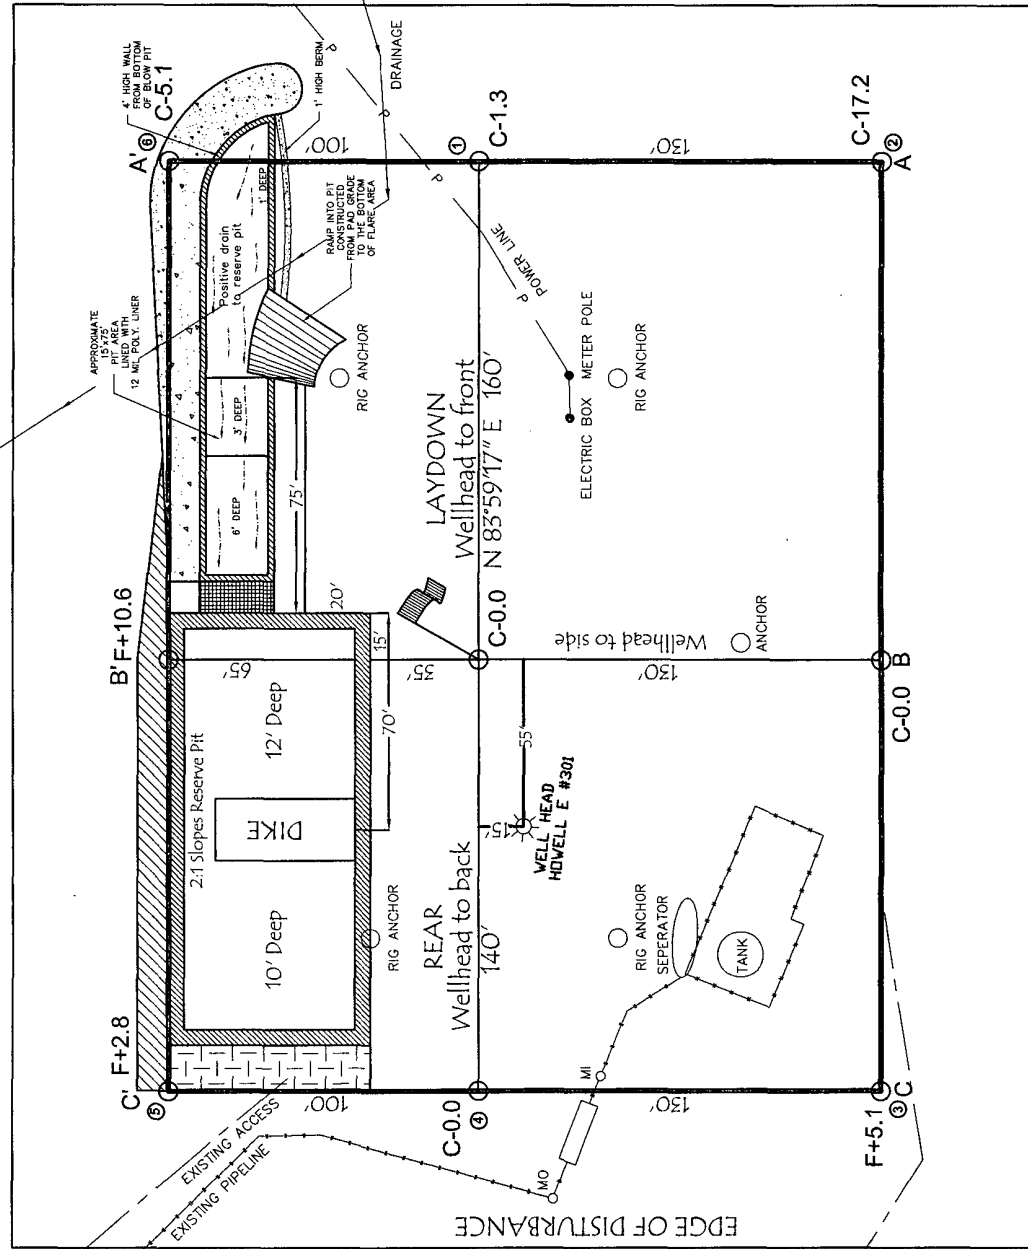 4' HIGH WALL
FROM BOTTOM
OF BLOW PIT
A' ⑥ C-5.1
1' HIGH BERM
P
DRAINAGE
APPROXIMATE
15'x75'
PIT AREA
LINED WITH
12 MIL. POLY. LINER
RAMP INTO PIT
CONSTRUCTED
FROM PAD GRADE
TO THE BOTTOM
OF FLARE AREA
1' DEEP
Positive drain
to reserve pit
3' DEEP
6' DEEP
100'
① C-1.3
130'
C-17.2
A ②
P
P
POWER LINE
P
RIG ANCHOR
LAYDOWN
Wellhead to front
N 83°59'17" E 160'
METER POLE
ELECTRIC BOX
RIG ANCHOR
75'
20'
15'
B' F+10.6
65'
35'
C-0.0
Wellhead to side
130'
ANCHOR
B
C-0.0
2:1 Slopes Reserve Pit
12' Deep
DIKE
10' Deep
70'
55'
15'
WELL HEAD
HOWELL E #301
REAR
Wellhead to back
140'
RIG ANCHOR
RIG ANCHOR
SEPERATOR
TANK
C' F+2.8
⑤
100'
C-0.0
④
130'
F+5.1
③ C
MI
MO
EXISTING ACCESS
EXISTING PIPELINE
EDGE OF DISTURBANCE